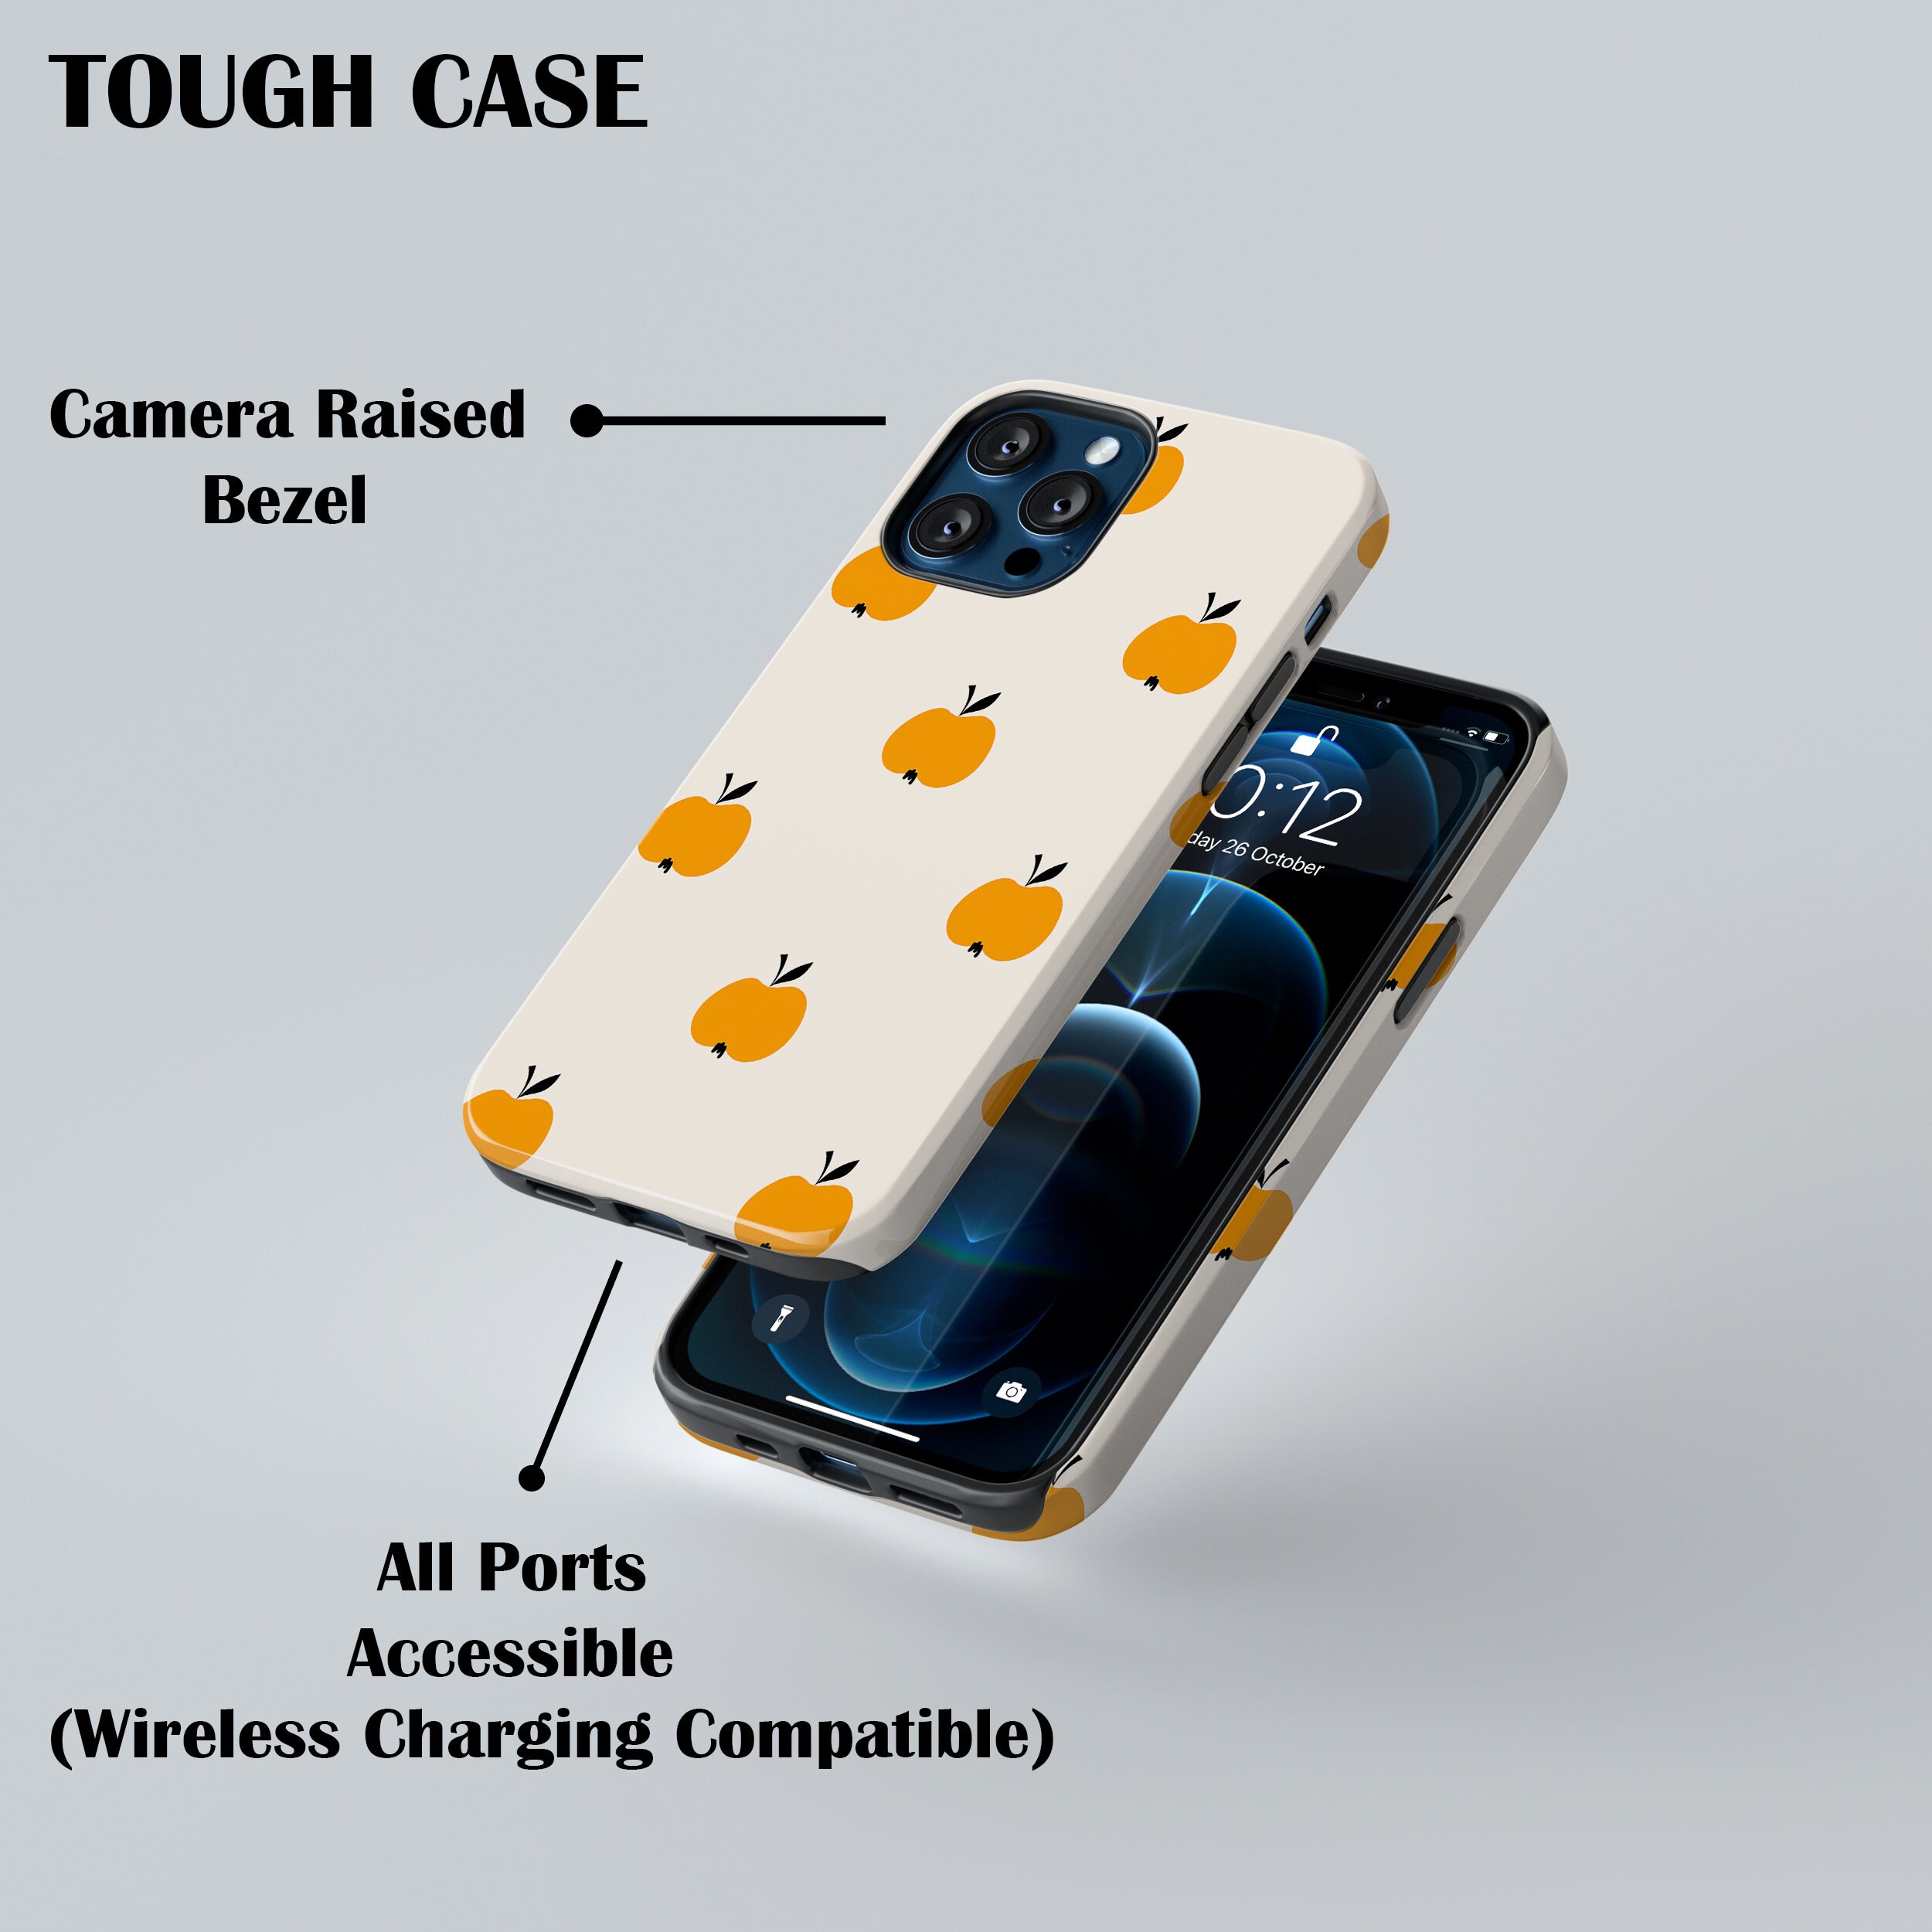 TOUGH CASE
Camera Raised
Bezel
0:12
day 26 October
All Ports
Accessible
(Wireless Charging Compatible)